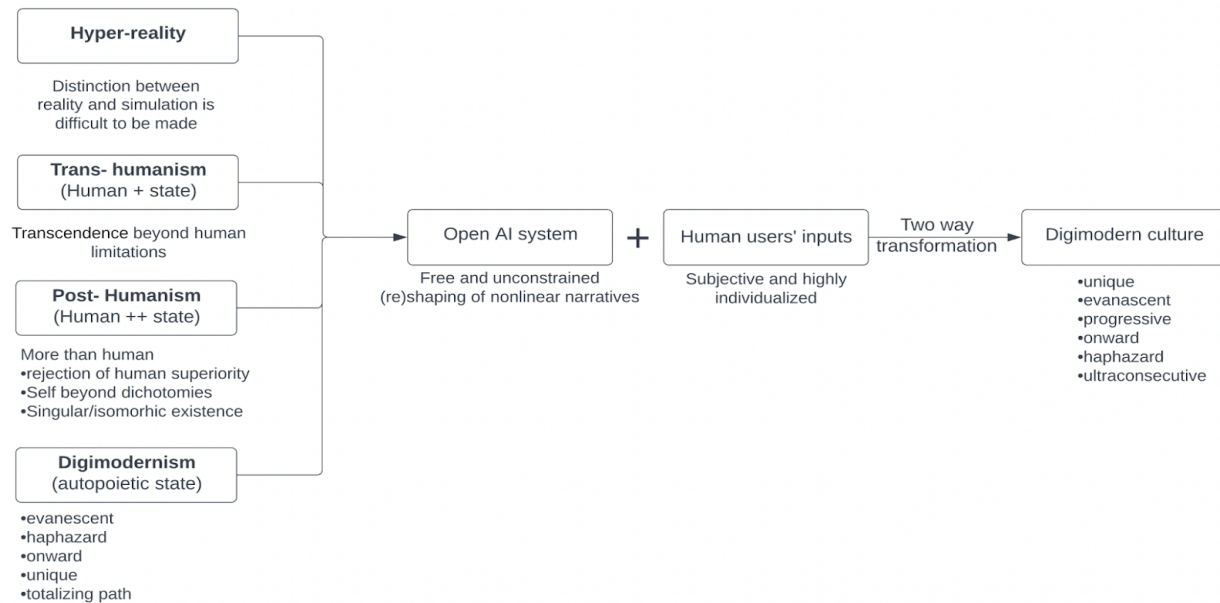 Hyper-reality
Distinction between
reality and simulation is
difficult to be made
Trans- humanism
(Human + state)
Transcendence beyond human
limitations
Post- Humanism
(Human ++ state)
More than human
•rejection of human superiority
•Self beyond dichotomies
•Singular/isomorhic existence
Digimodernism
(autopoietic state)
•evanescent
•haphazard
•onward
•unique
•totalizing path
Open AI system
Free and unconstrained
(re)shaping of nonlinear narratives
+
Human users' inputs
Subjective and highly
individualized
Two way
transformation
Digimodern culture
•unique
•evanascent
•progressive
•onward
•haphazard
•ultraconsecutive